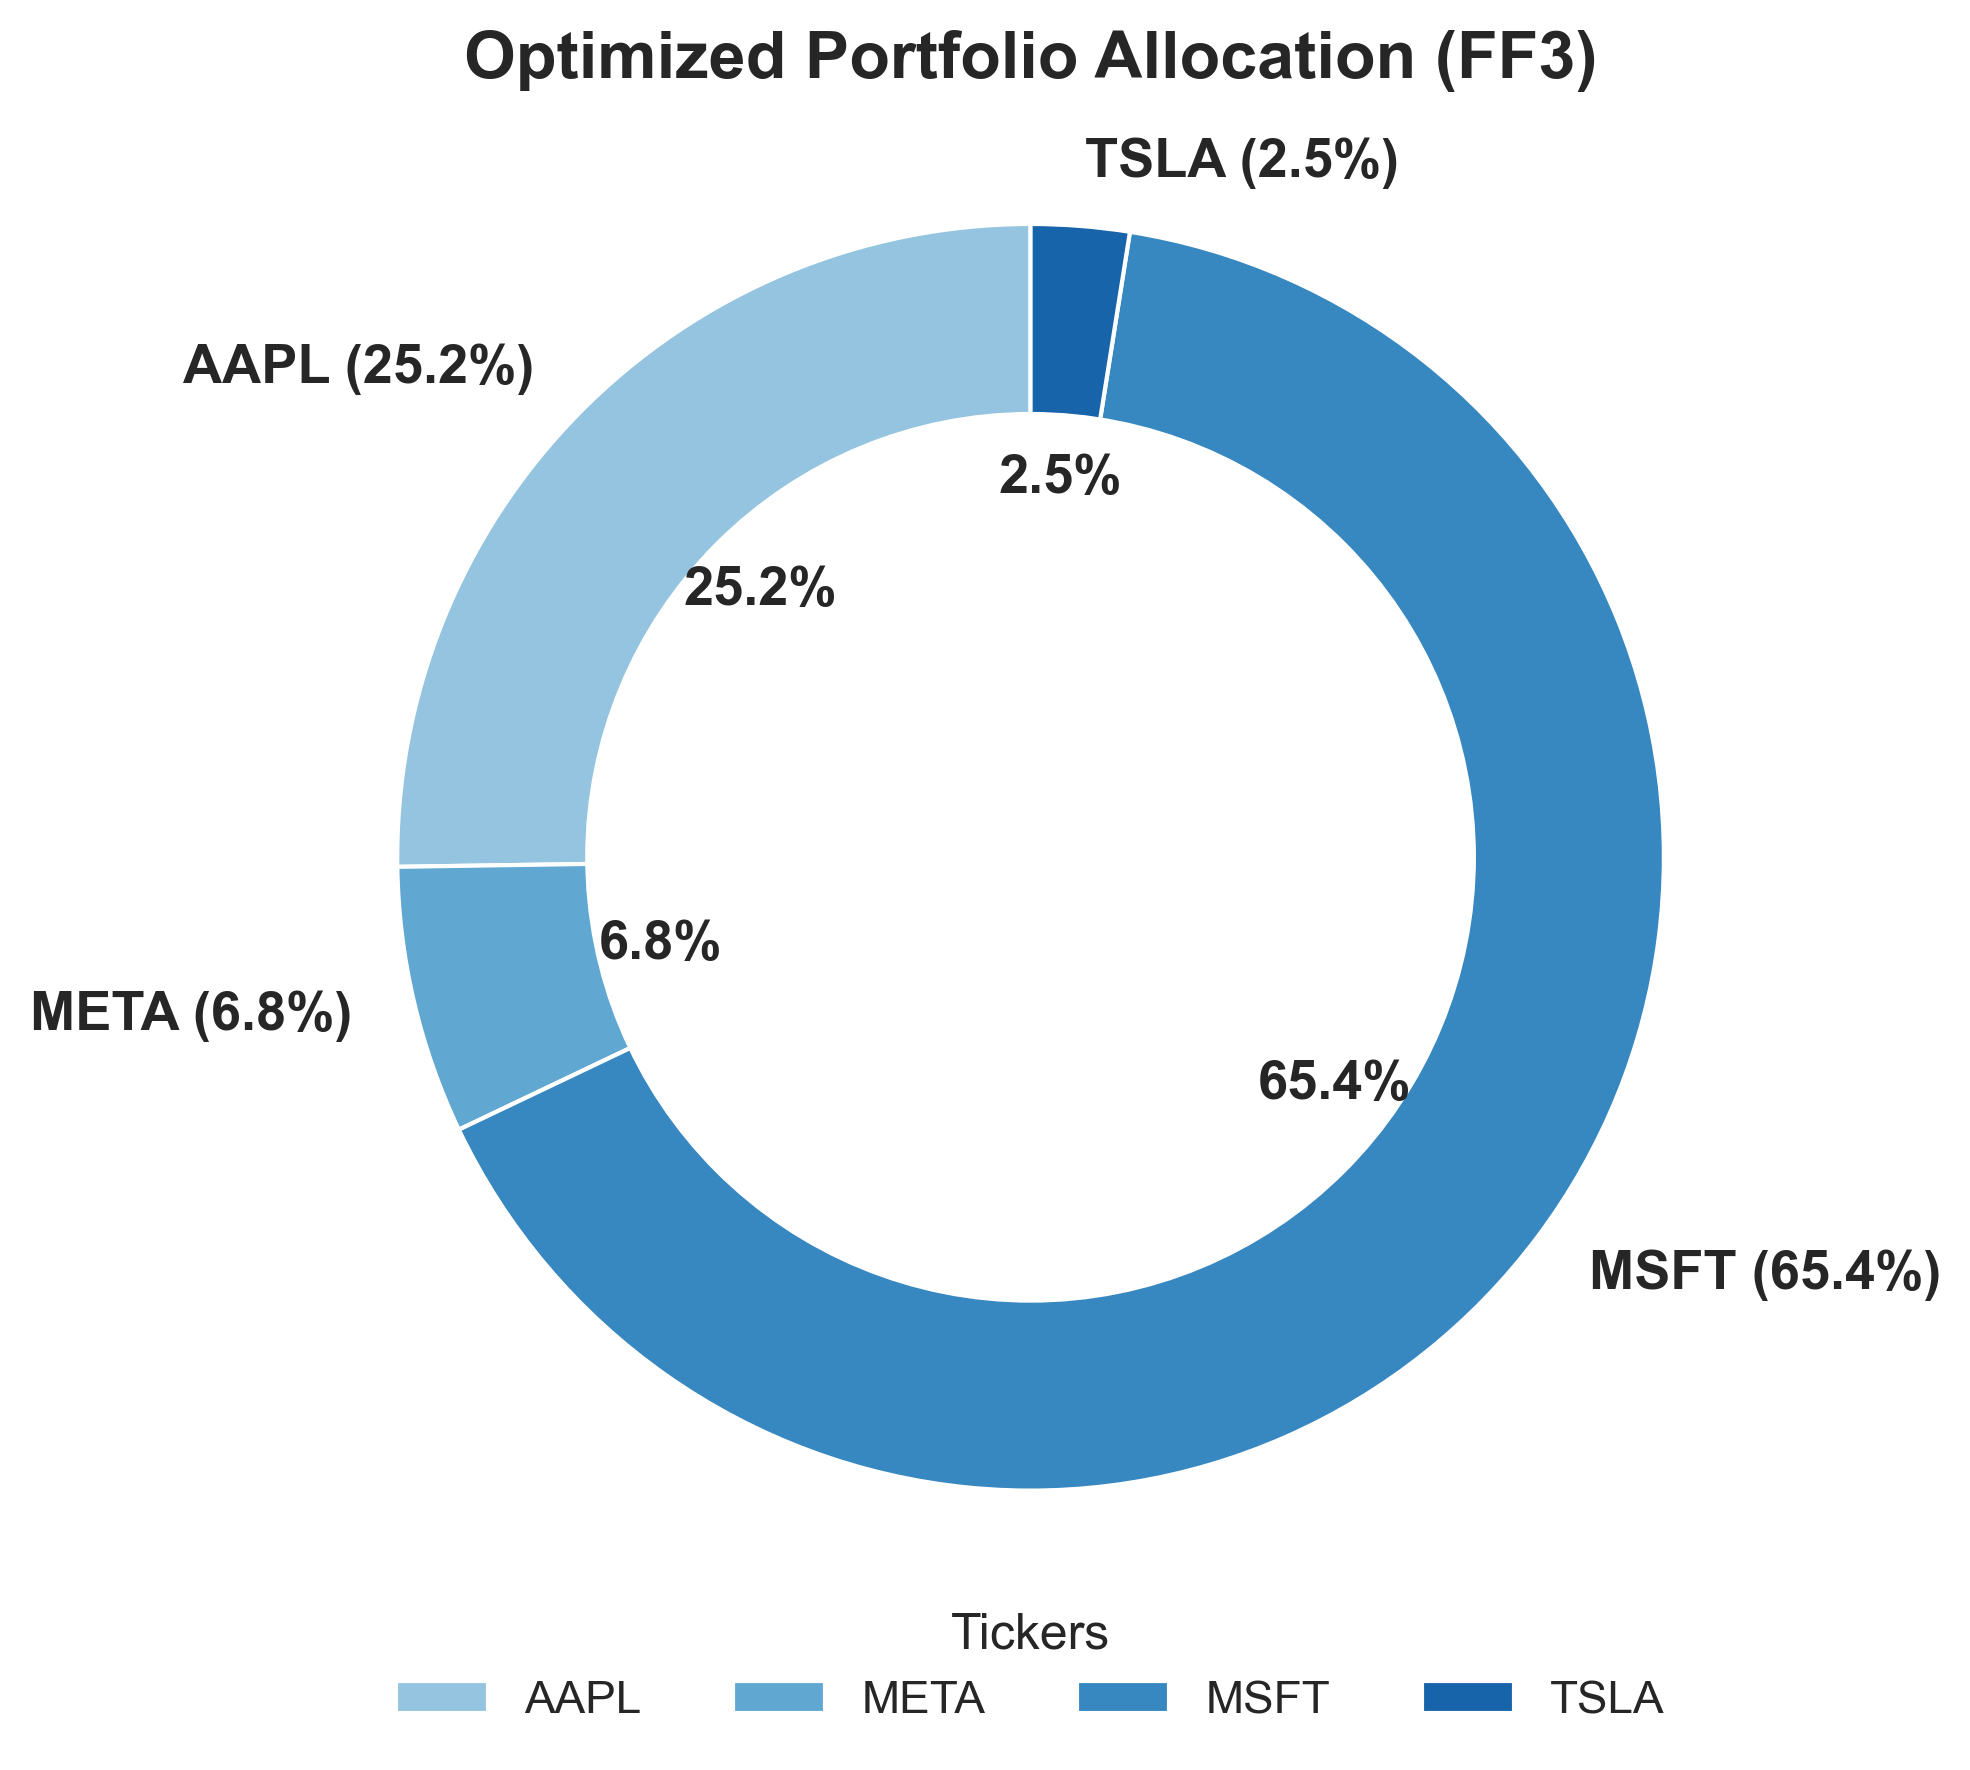 Optimized Portfolio Allocation (FF3)
TSLA (2.5%)
AAPL (25.2%)
2.5%
25.2%
6.8%
META (6.8%)
65.4%
MSFT (65.4%)
Tickers
AAPL META MSFT TSLA